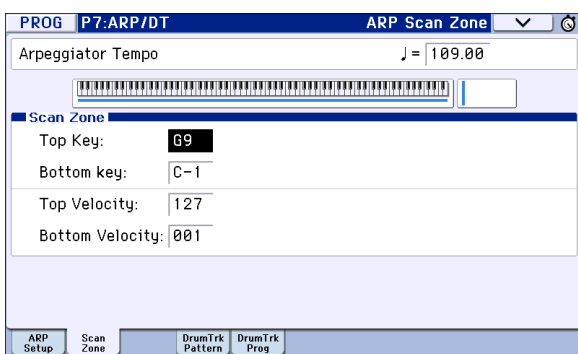 PROG P7:ARP/DT ARP Scan Zone
Arpeggiator Tempo ♩= 109.00
Scan Zone
Top Key: G9
Bottom key: C-1
Top Velocity: 127
Bottom Velocity: 001
ARP Setup Scan Zone DrumTrk Pattern DrumTrk Prog